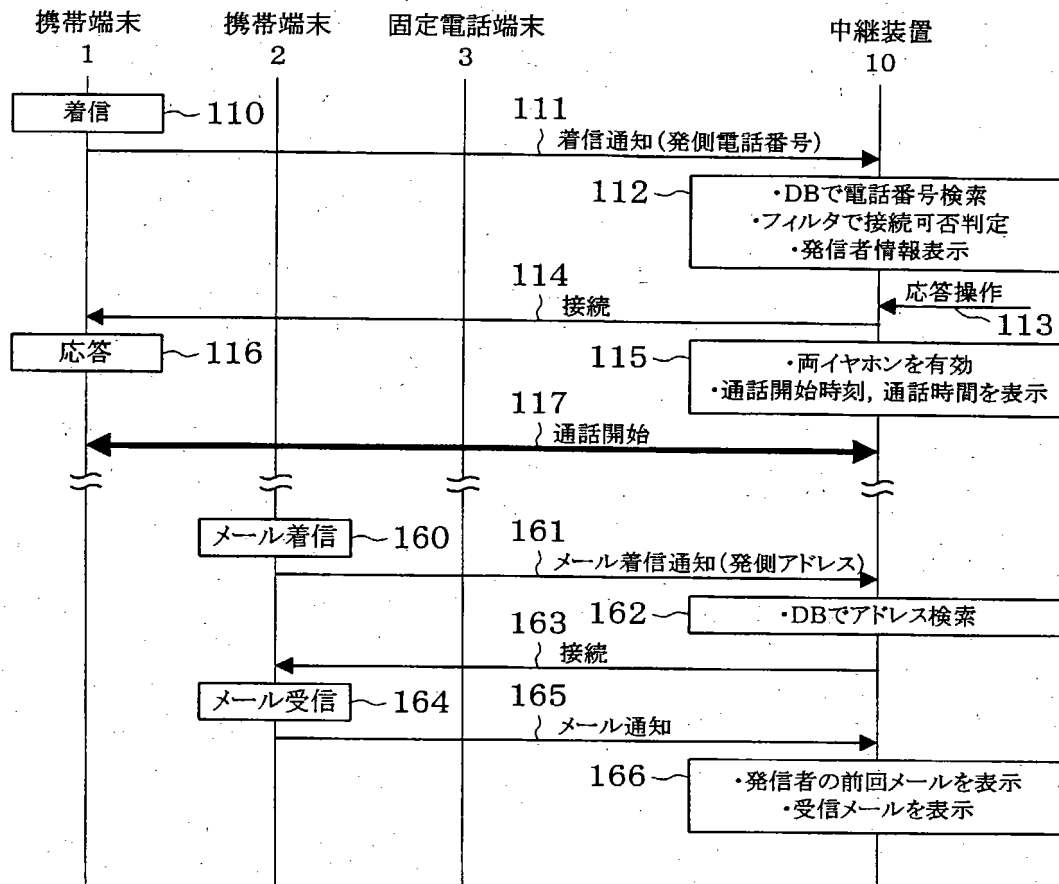 携帯端末
1
携帯端末
2
固定電話端末
3
中継装置
10
着信
110
111
着信通知(発側電話番号)
112
・DBで電話番号検索
・フィルタで接続可否判定
・発信者情報表示
114
接続
応答操作
113
応答
116
115
・両イヤホンを有効
・通話開始時刻,通話時間を表示
117
通話開始
メール着信
160
161
メール着信通知(発側アドレス)
162
・DBでアドレス検索
163
接続
メール受信
164
165
メール通知
166
・発信者の前回メールを表示
・受信メールを表示